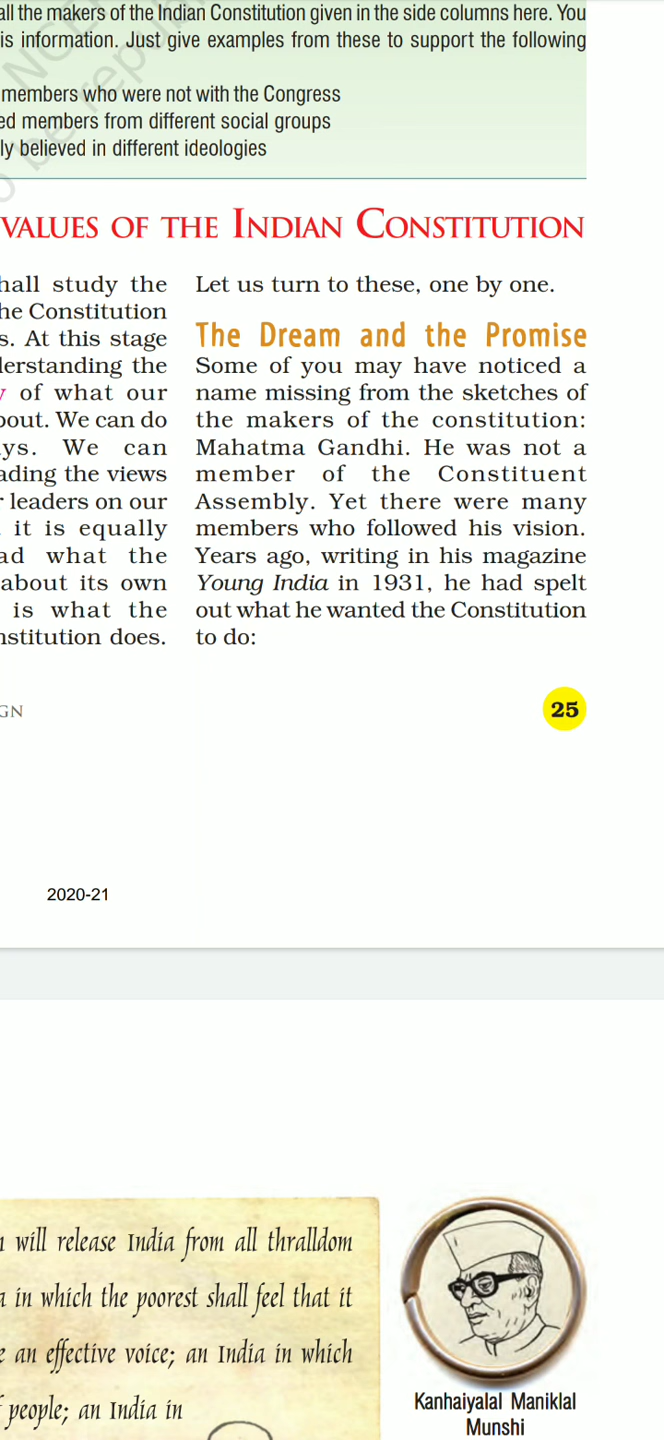 all the makers of the Indian Constitution given in the side columns here. You
is information. Just give examples from these to support the following
members who were not with the Congress
ed members from different social groups
ly believed in different ideologies
VALUES OF THE INDIAN CONSTITUTION
hall study the
he Constitution
s. At this stage
derstanding the
y of what our
bout. We can do
ys. We can
ading the views
r leaders on our
it is equally
ad what the
about its own
is what the
nstitution does.
Let us turn to these, one by one.
The Dream and the Promise
Some of you may have noticed a
name missing from the sketches of
the makers of the constitution:
Mahatma Gandhi. He was not a
member of the Constituent
Assembly. Yet there were many
members who followed his vision.
Years ago, writing in his magazine
Young India in 1931, he had spelt
out what he wanted the Constitution
to do:
GN
25
2020-21
will release India from all thralldom
a in which the poorest shall feel that it
e an effective voice; an India in which
f people; an India in
Kanhaiyalal Maniklal
Munshi